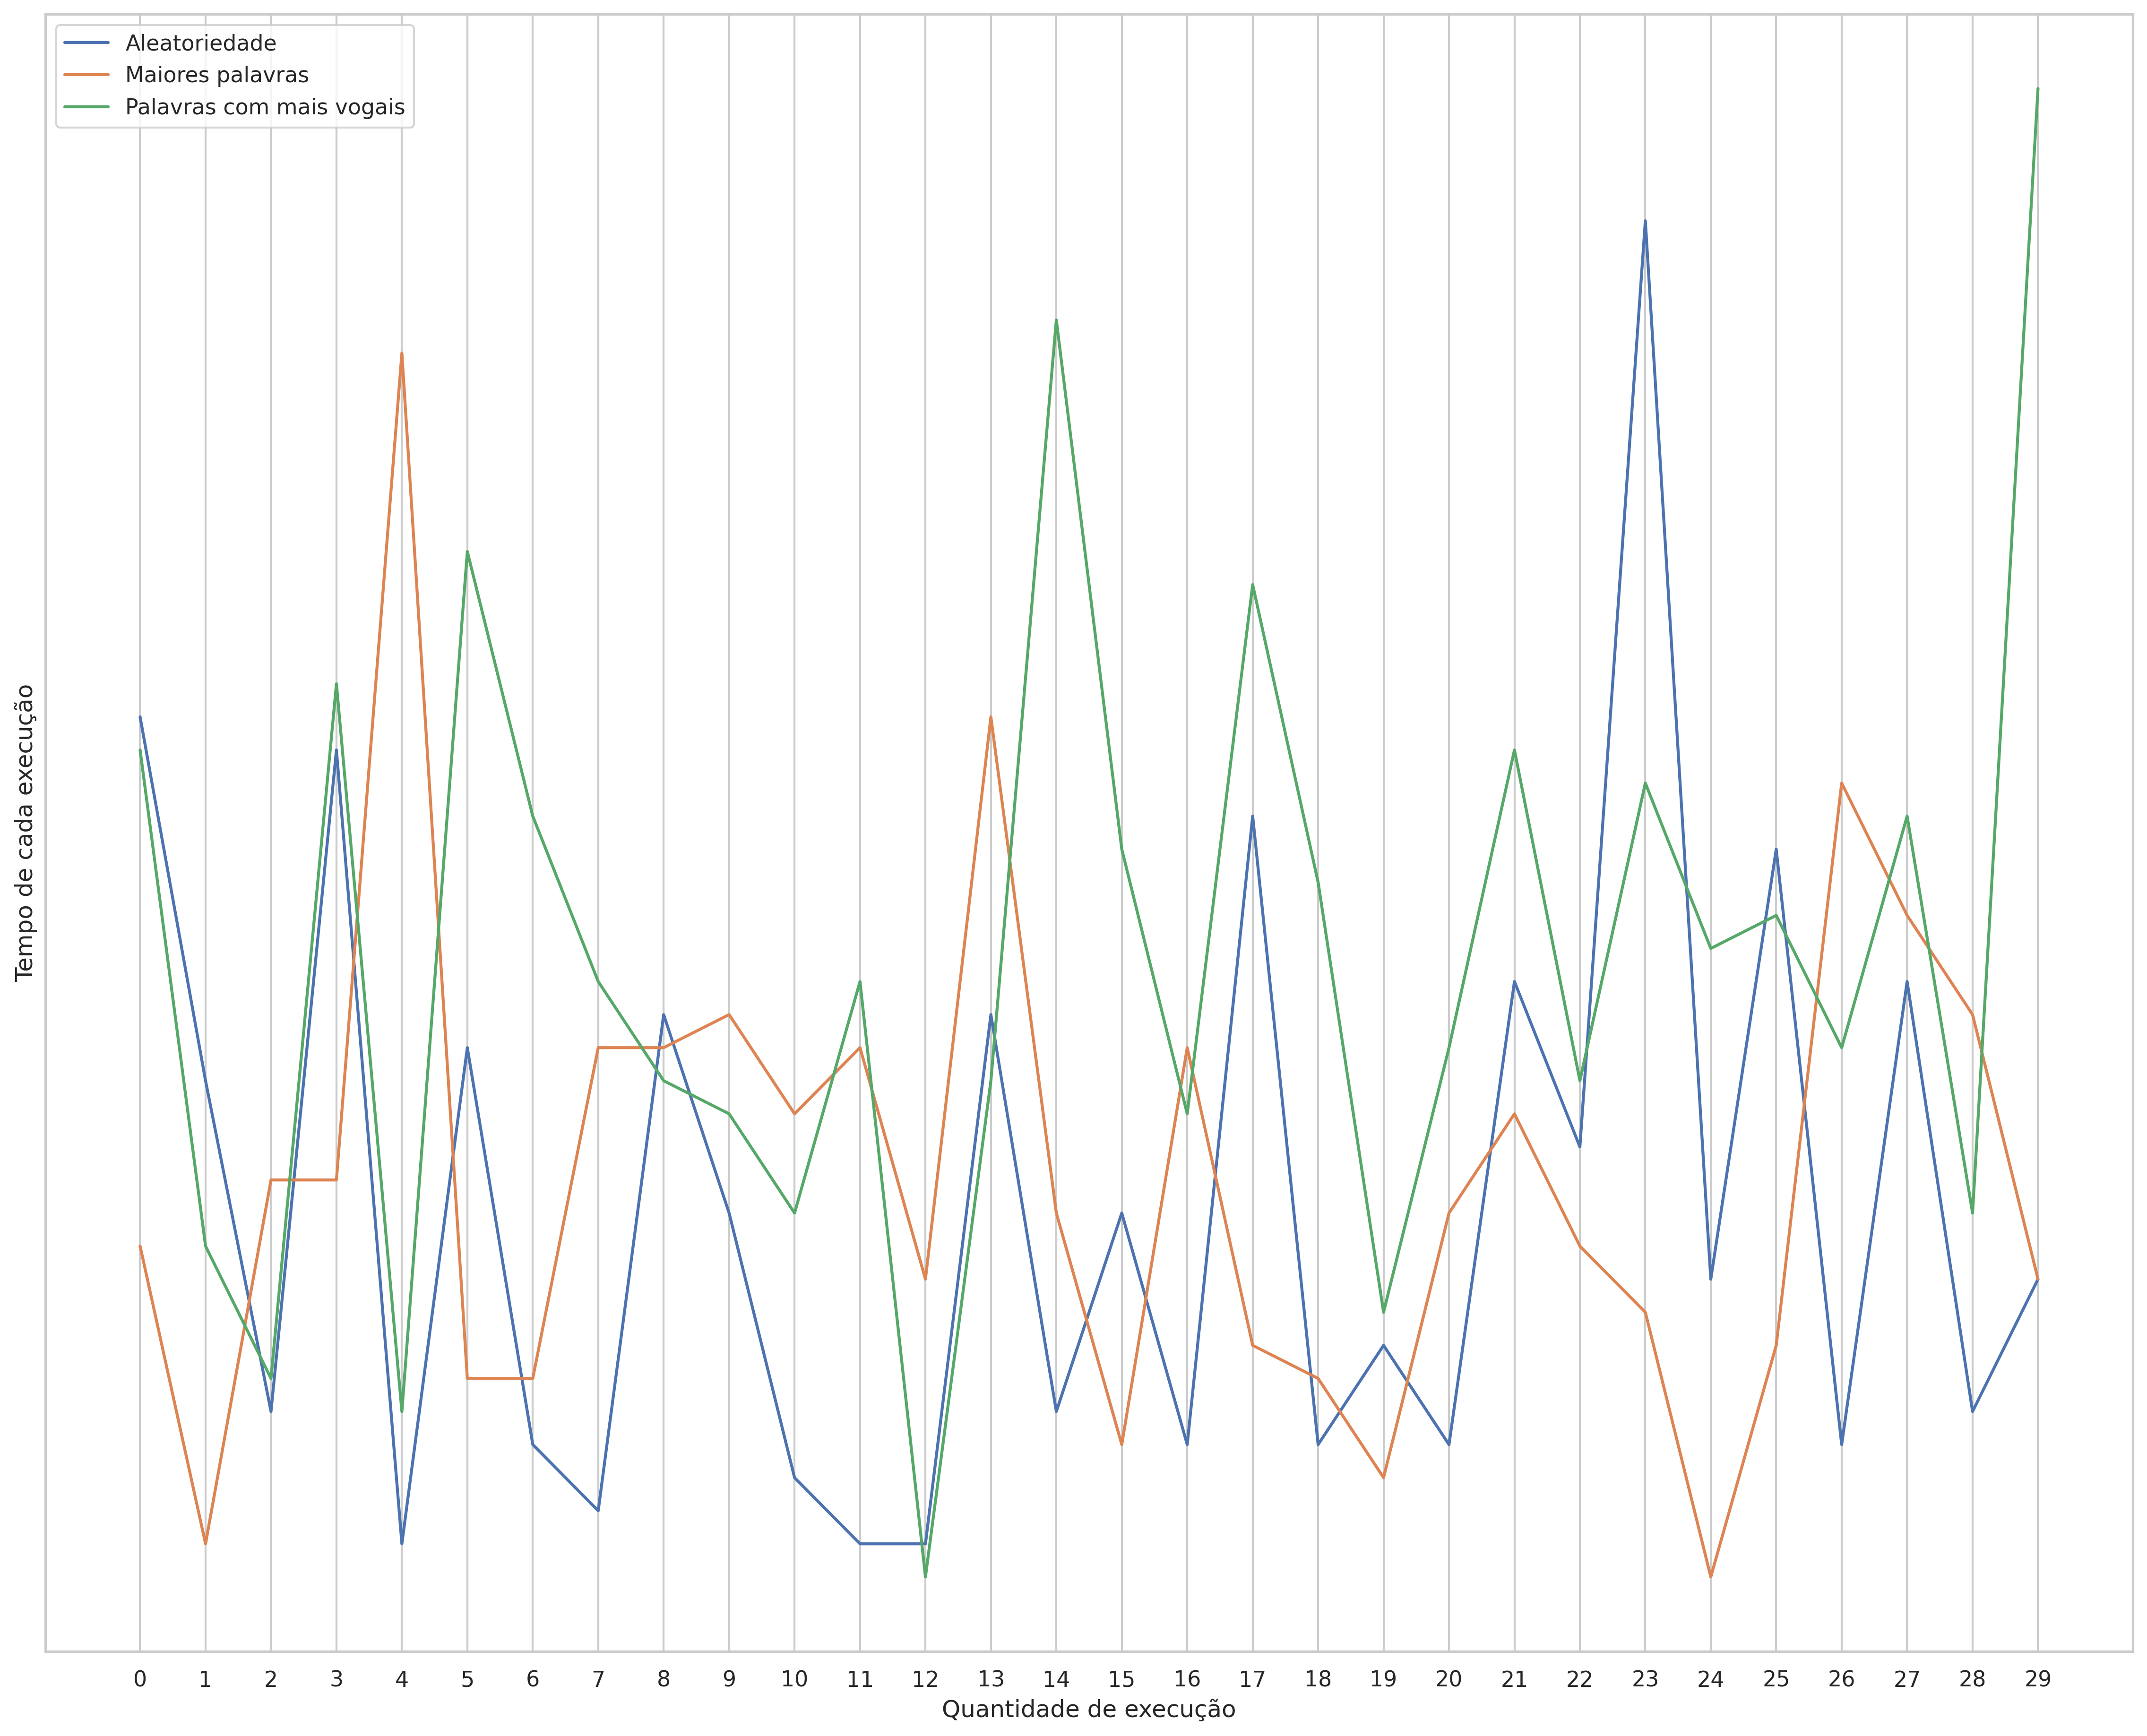 Aleatoriedade
Maiores palavras
Palavras com mais vogais
Tempo de cada execução
0 1 2 3 4 5 6 7 8 9 10 11 12 13 14 15 16 17 18 19 20 21 22 23 24 25 26 27 28 29
Quantidade de execução